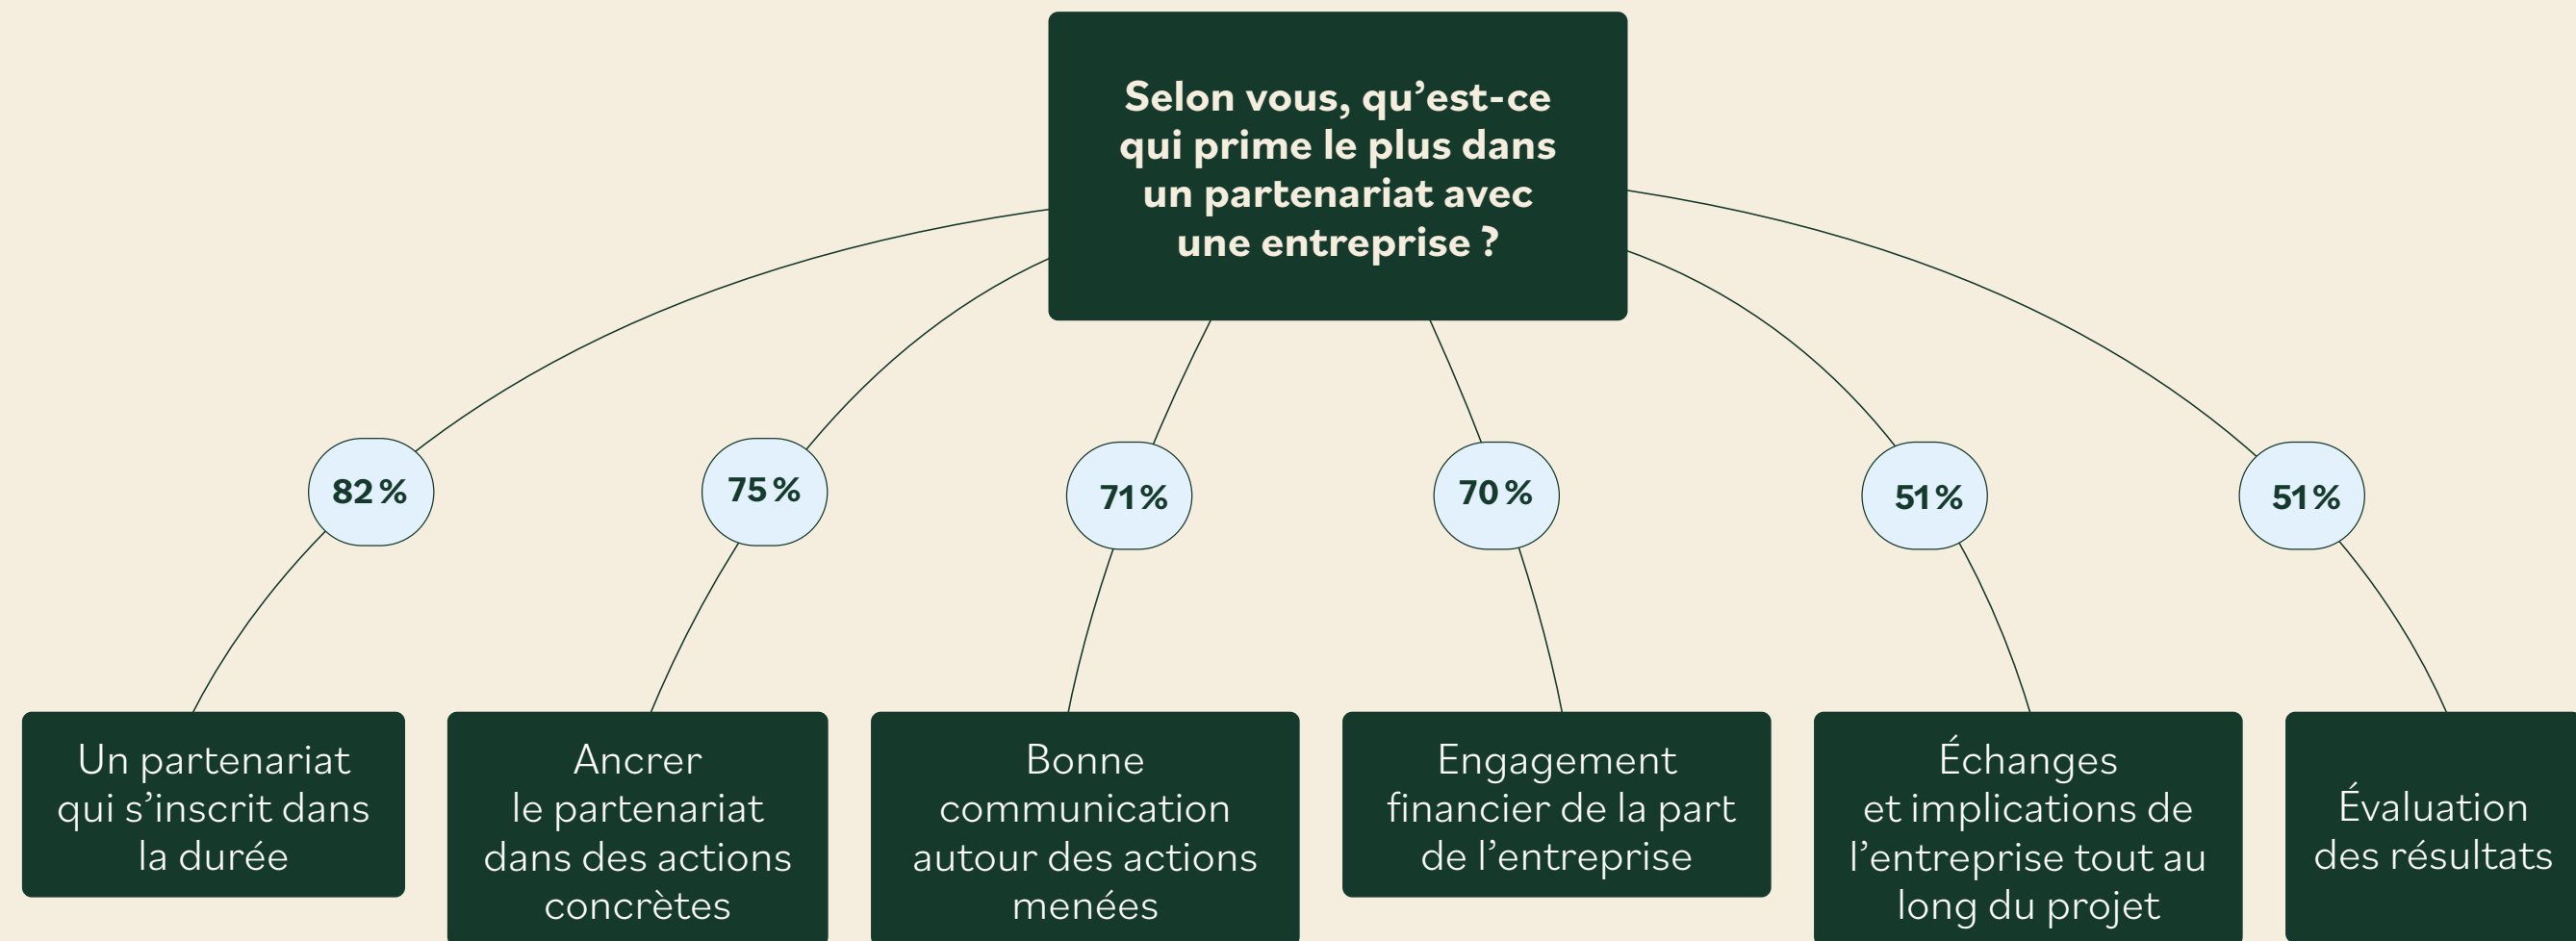 Selon vous, qu’est-ce
qui prime le plus dans
un partenariat avec
une entreprise ?
82 %
75 %
71 %
70 %
51 %
51 %
Un partenariat
qui s’inscrit dans
la durée
Ancrer
le partenariat
dans des actions
concrètes
Bonne
communication
autour des actions
menées
Engagement
financier de la part
de l’entreprise
Échanges
et implications de
l’entreprise tout au
long du projet
Évaluation
des résultats